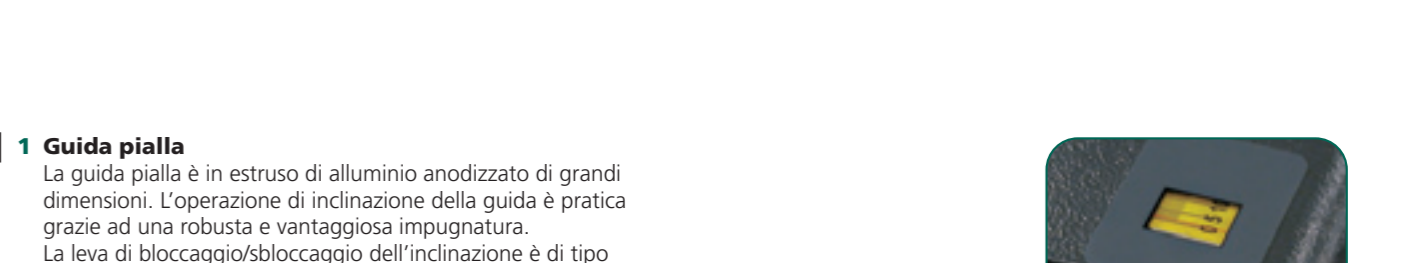 1 Guida pialla
La guida pialla è in estruso di alluminio anodizzato di grandi
dimensioni. L’operazione di inclinazione della guida è pratica
grazie ad una robusta e vantaggiosa impugnatura.
La leva di bloccaggio/sbloccaggio dell’inclinazione è di tipo